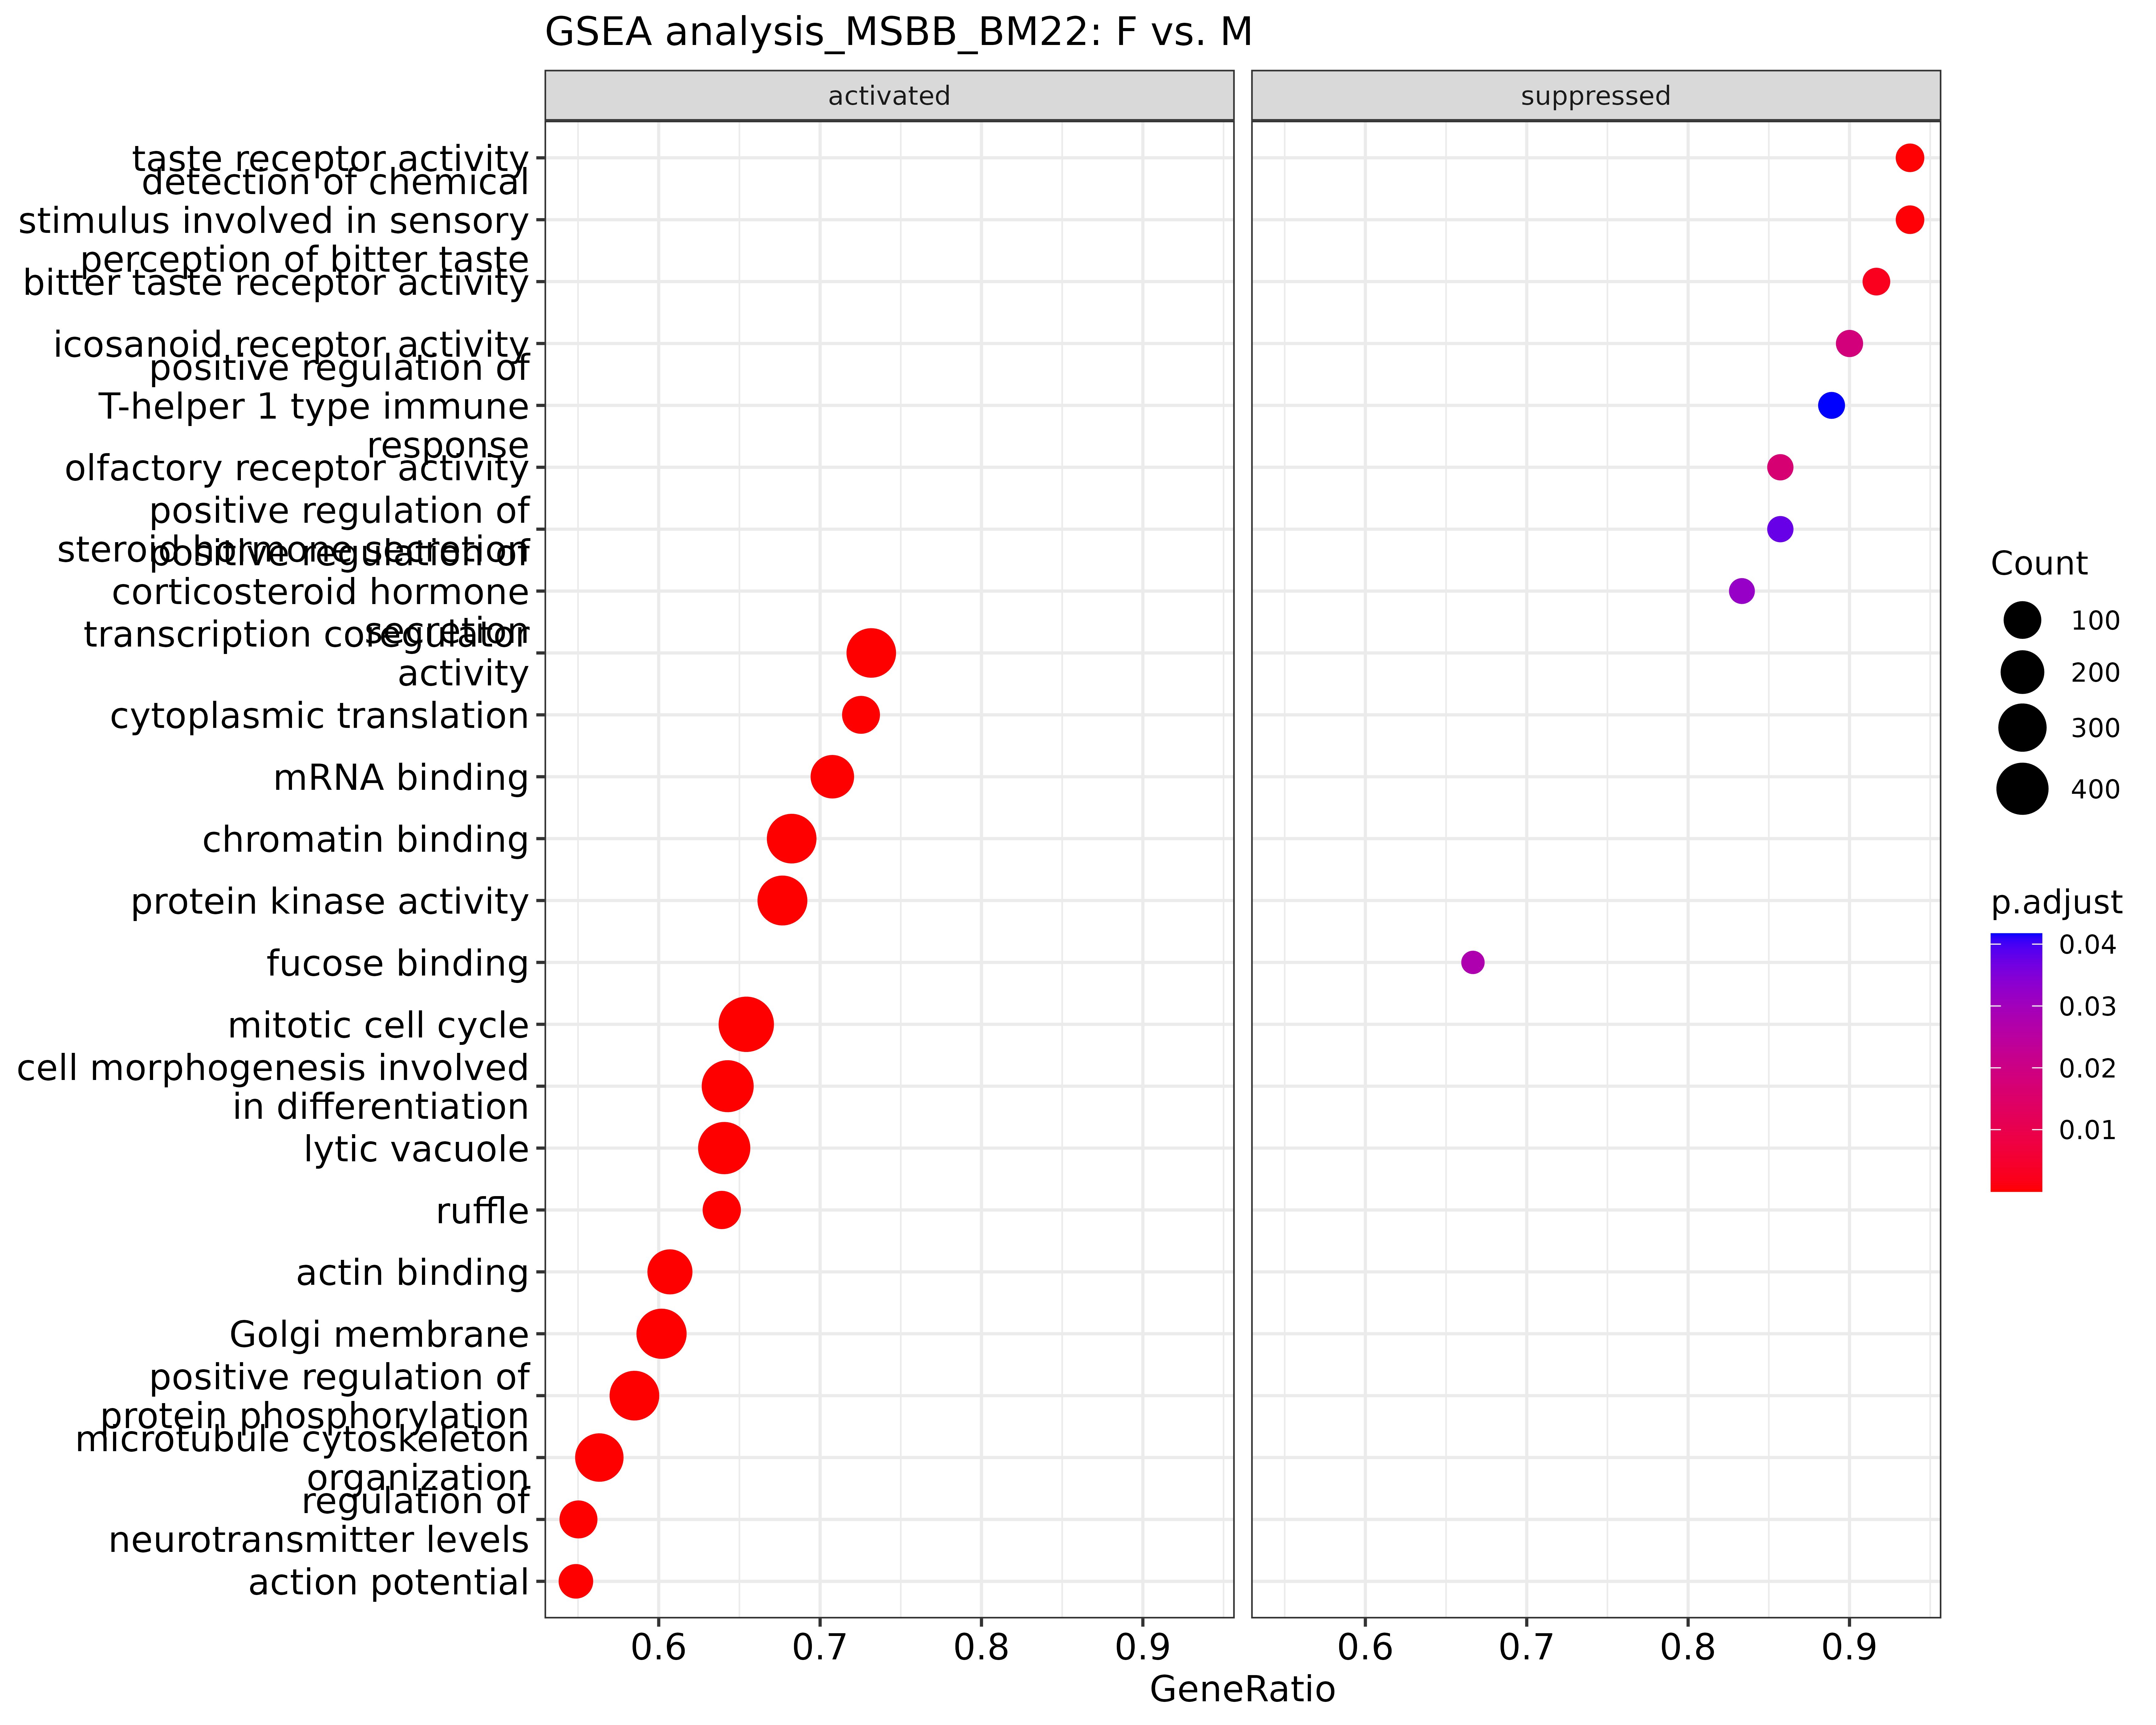 GSEA analysis_MSBB_BM22: F vs. M
activated
suppressed
taste receptor activity
detection of chemical
stimulus involved in sensory
perception of bitter taste
bitter taste receptor activity
icosanoid receptor activity
positive regulation of
T-helper 1 type immune
response
olfactory receptor activity
positive regulation of
steroid hormone secretion
positive regulation of
corticosteroid hormone
secretion
transcription coregulator
activity
cytoplasmic translation
mRNA binding
chromatin binding
protein kinase activity
fucose binding
mitotic cell cycle
cell morphogenesis involved
in differentiation
lytic vacuole
ruffle
actin binding
Golgi membrane
positive regulation of
protein phosphorylation
microtubule cytoskeleton
organization
regulation of
neurotransmitter levels
action potential
0.6 0.7 0.8 0.9
0.6 0.7 0.8 0.9
GeneRatio
Count
100
200
300
400
p.adjust
0.04
0.03
0.02
0.01